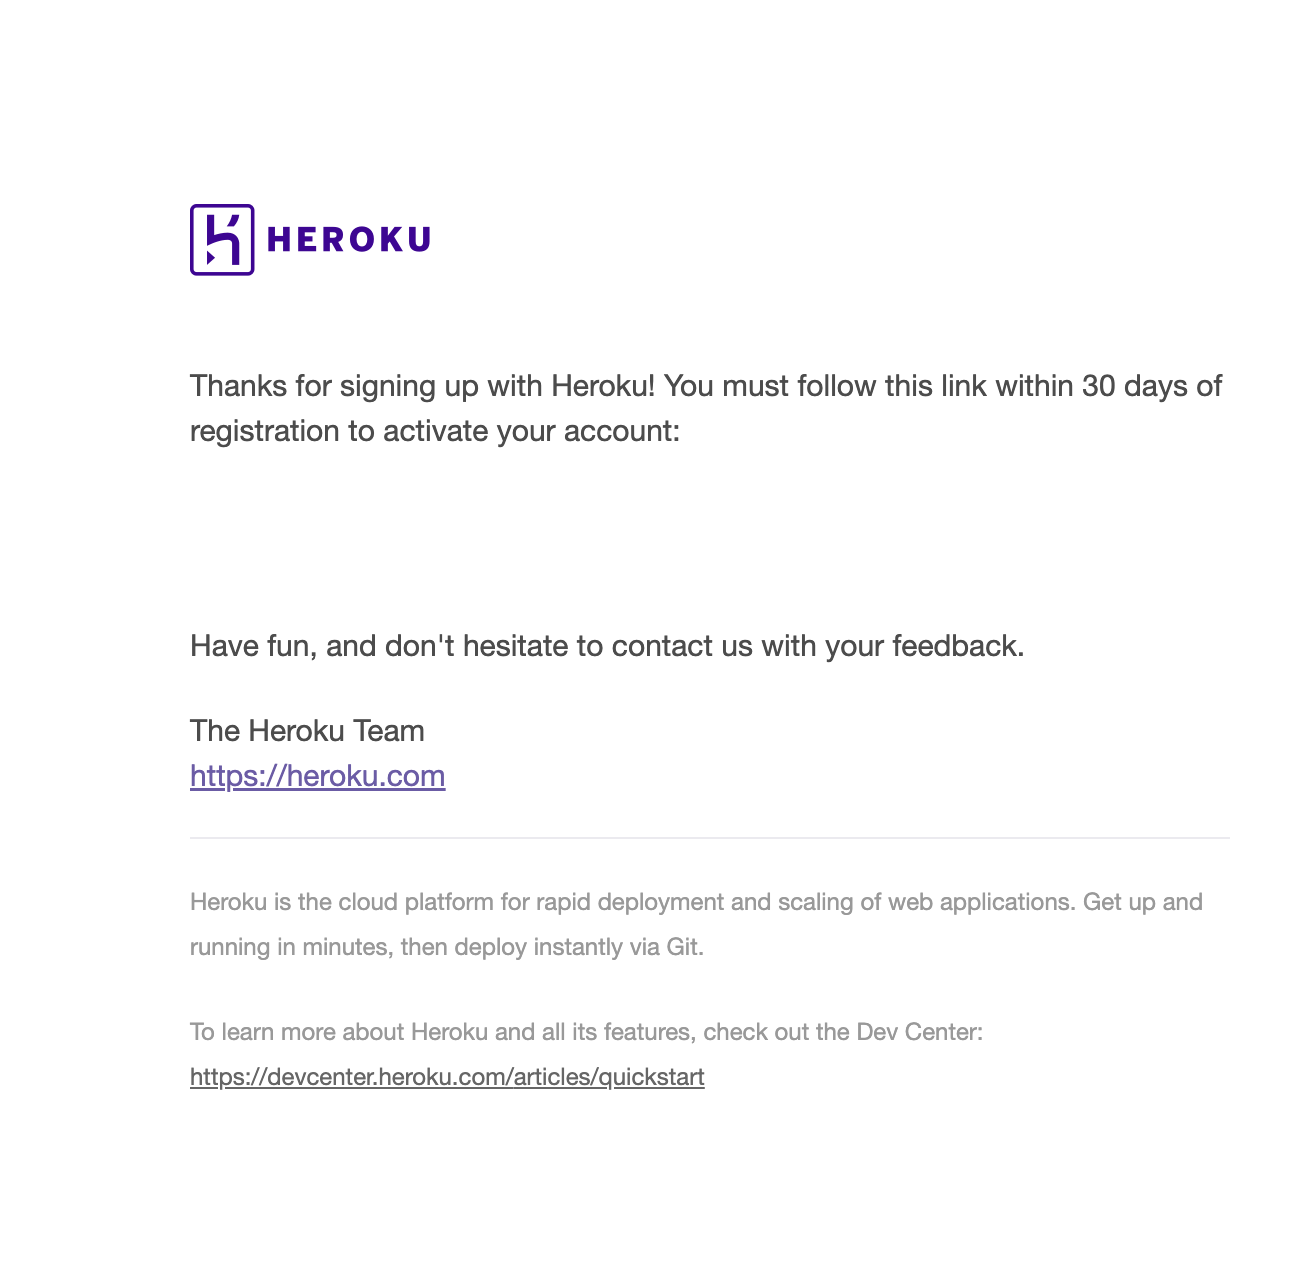 HEROKU
Thanks for signing up with Heroku! You must follow this link within 30 days of
registration to activate your account:
Have fun, and don't hesitate to contact us with your feedback.
The Heroku Team
https://heroku.com
Heroku is the cloud platform for rapid deployment and scaling of web applications. Get up and
running in minutes, then deploy instantly via Git.
To learn more about Heroku and all its features, check out the Dev Center:
https://devcenter.heroku.com/articles/quickstart